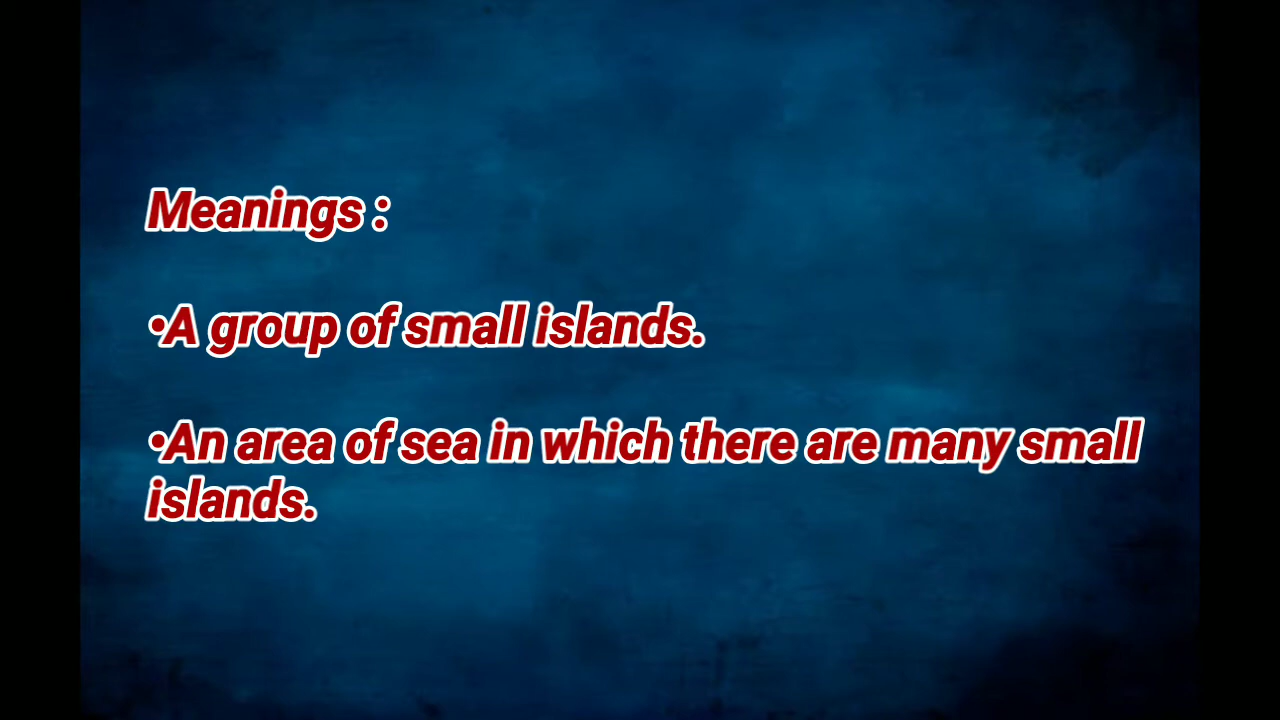 Meanings :
•A group of small islands.
•An area of sea in which there are many small
islands.